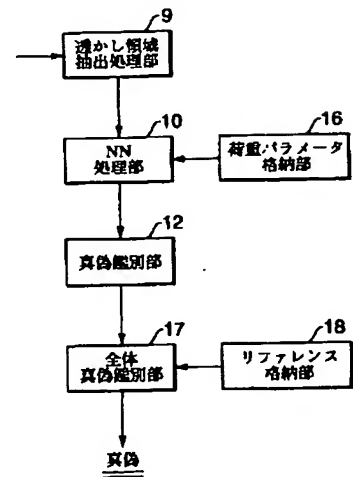 9
透かし領域
抽出処理部
10
NN
処理部
16
荷重パラメータ
格納部
12
真偽鑑別部
17
全体
真偽鑑別部
18
リファレンス
格納部
真偽